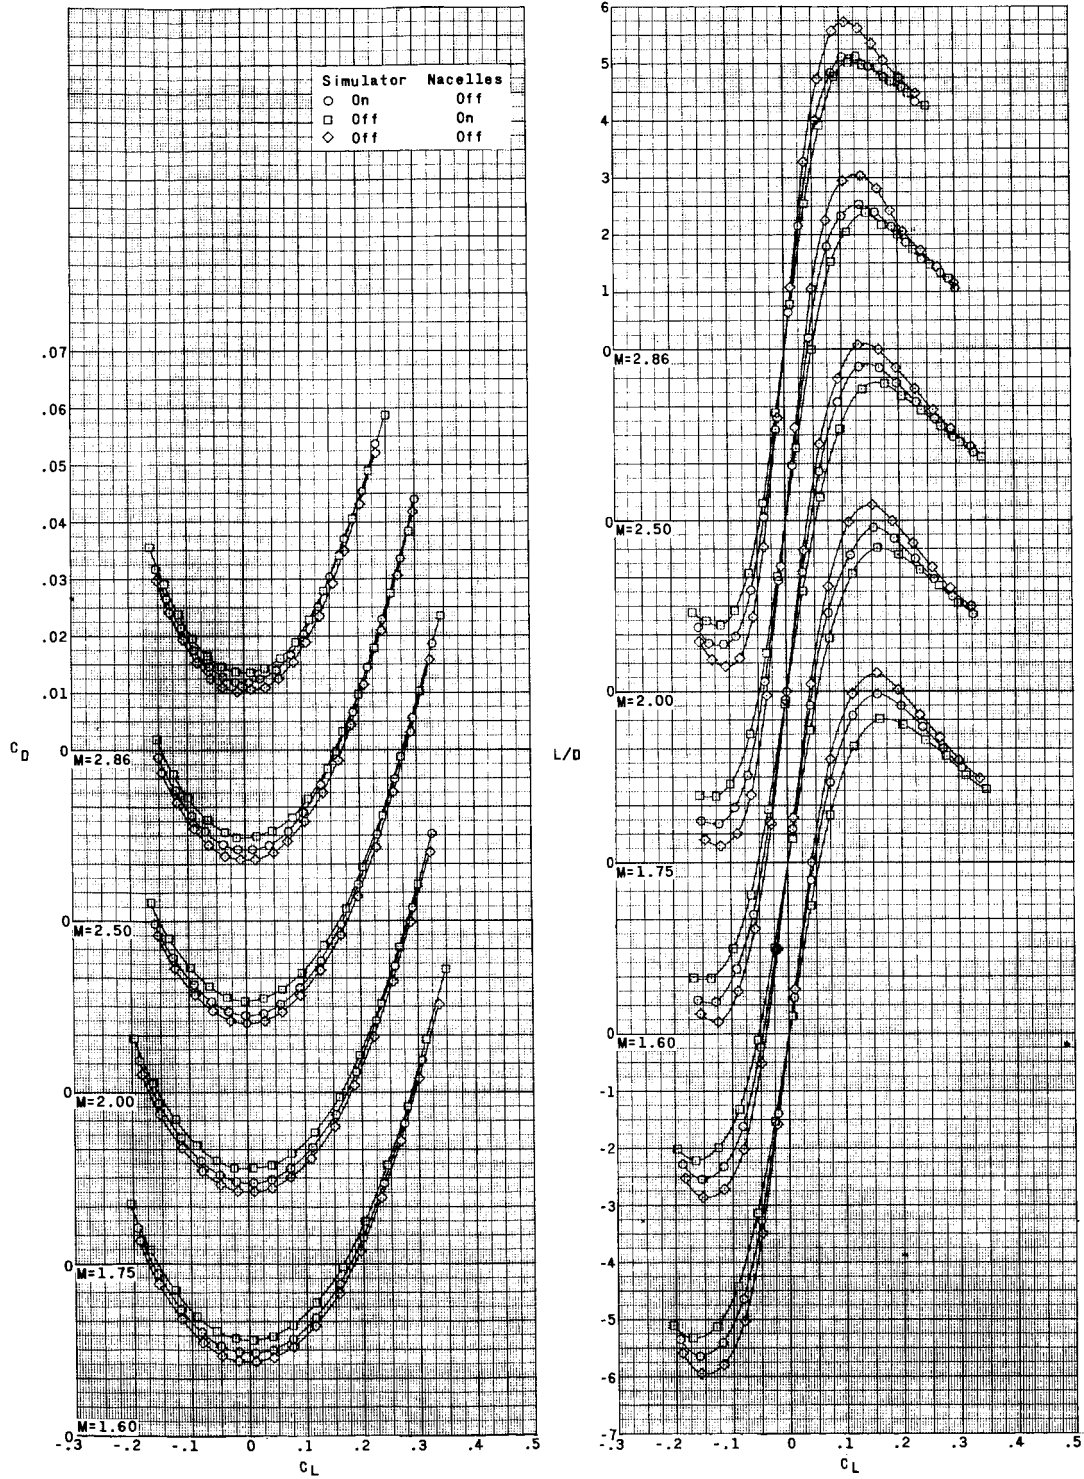 Simulator Nacelles
On Off
Off On
Off Off
.07
.06
.05
.04
.03
.02
.01
0
M=2.86
0
M=2.50
0
M=2.00
0
M=1.75
0
M=1.60
C_D
-.3 -.2 -.1 0 .1 .2 .3 .4 .5
C_L
6
5
4
3
2
1
0
M=2.86
0
M=2.50
0
M=2.00
0
M=1.75
0
M=1.60
-1
-2
-3
-4
-5
-6
-7
L/D
-.3 -.2 -.1 0 .1 .2 .3 .4 .5
C_L